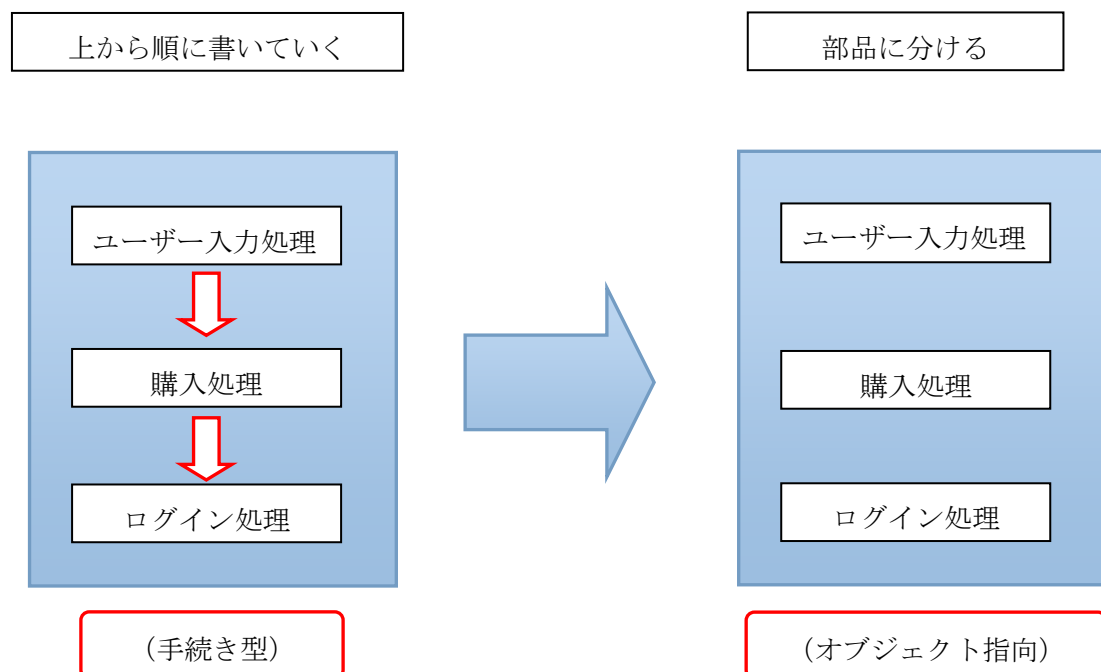 上から順に書いていく
部品に分ける
ユーザー入力処理
購入処理
ログイン処理
ユーザー入力処理
購入処理
ログイン処理
（手続き型）
（オブジェクト指向）